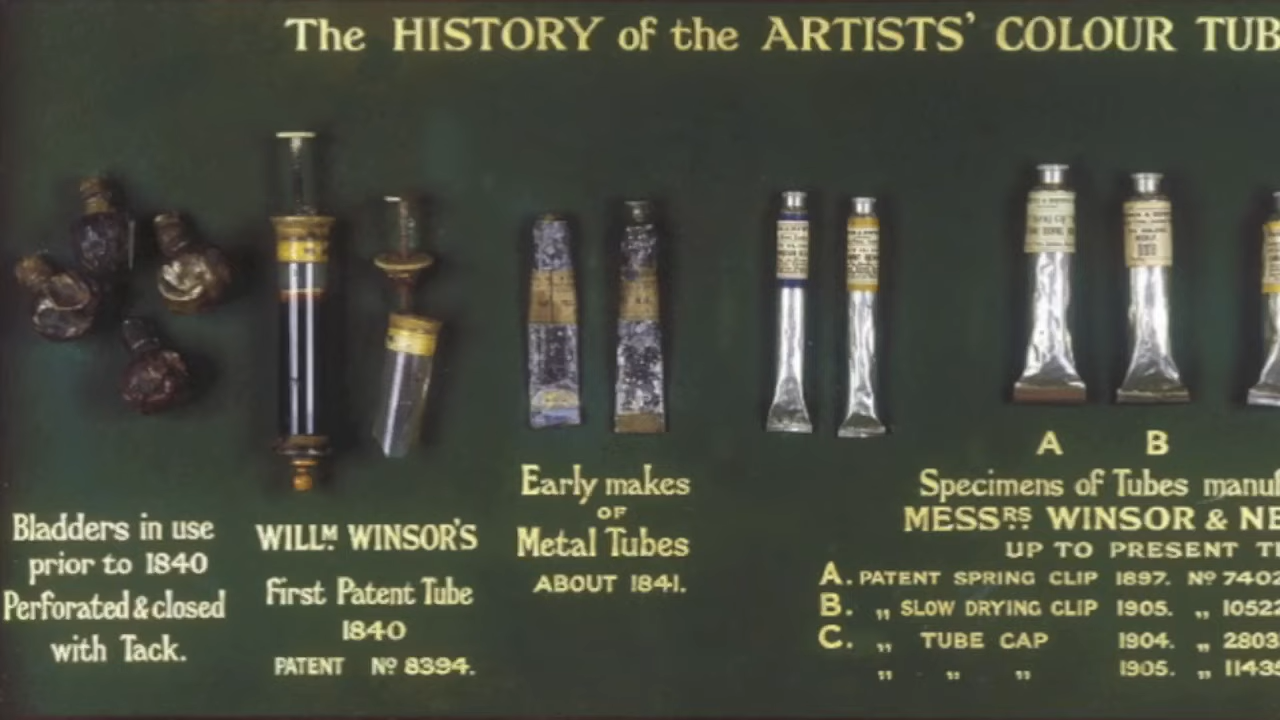 The HISTORY of the ARTISTS' COLOUR TUB
Bladders in use
prior to 1840
Perforated & closed
with Tack.
WILLM WINSOR'S
First Patent Tube
1840
PATENT No 8394.
Early makes
OF
Metal Tubes
ABOUT 1841.
A B
Specimens of Tubes manuf
MESSRS WINSOR & NE
UP TO PRESENT TI
A. PATENT SPRING CLIP 1897. No 7402
B. „ SLOW DRYING CLIP 1905. „ 10522
C. „ TUBE CAP 1904. „ 2803
„ „ „ 1905. „ 11435